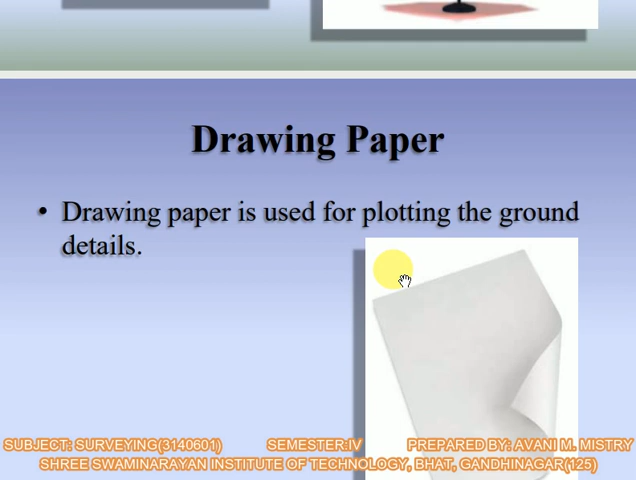 Drawing Paper
• Drawing paper is used for plotting the ground
details.
SUBJECT: SURVEYING(3140601) SEMESTER:IV PREPARED BY: AVANI M. MISTRY
SHREE SWAMINARAYAN INSTITUTE OF TECHNOLOGY, BHAT, GANDHINAGAR(125)